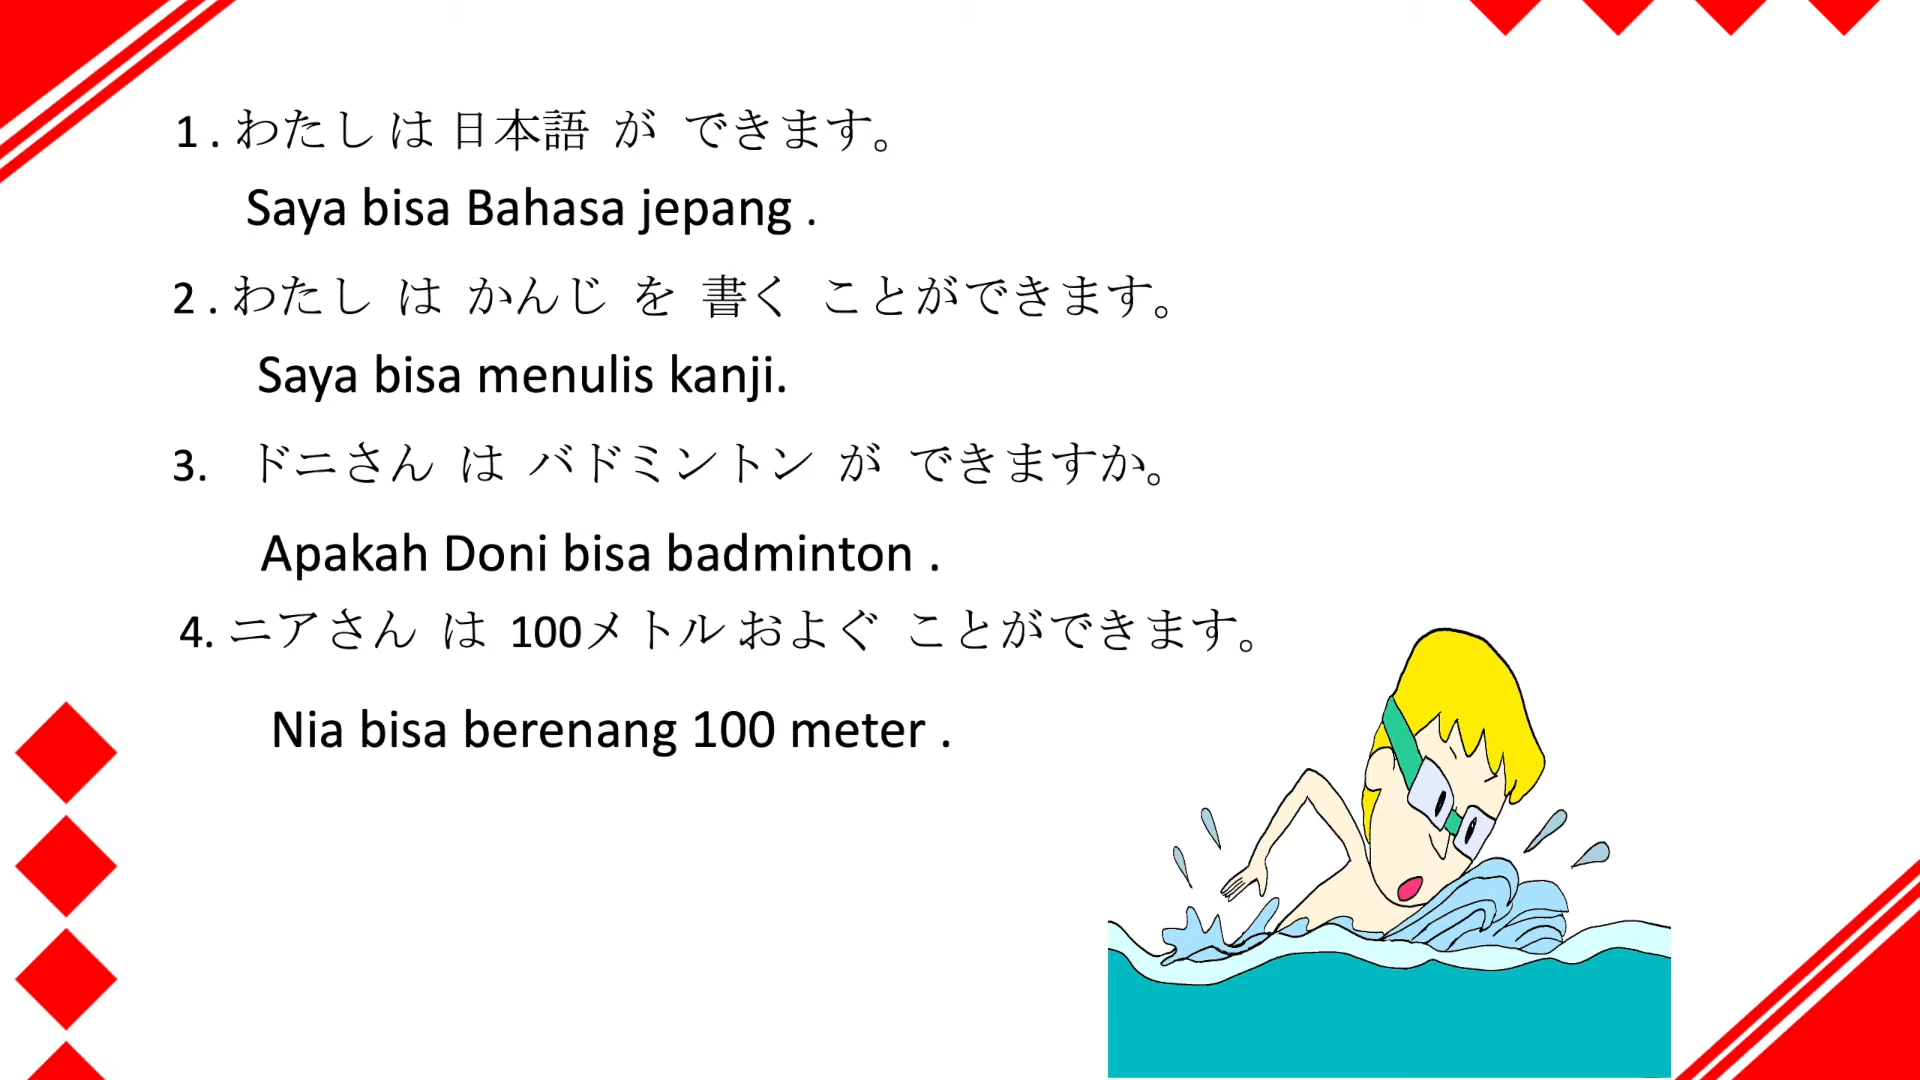 1 . わたし は 日本語 が できます。
Saya bisa Bahasa jepang .
2 . わたし は かんじ を 書く ことができます。
Saya bisa menulis kanji.
3. ドニさん は バドミントン が できますか。
Apakah Doni bisa badminton .
4. ニアさん は 100メトル およぐ ことができます。
Nia bisa berenang 100 meter .